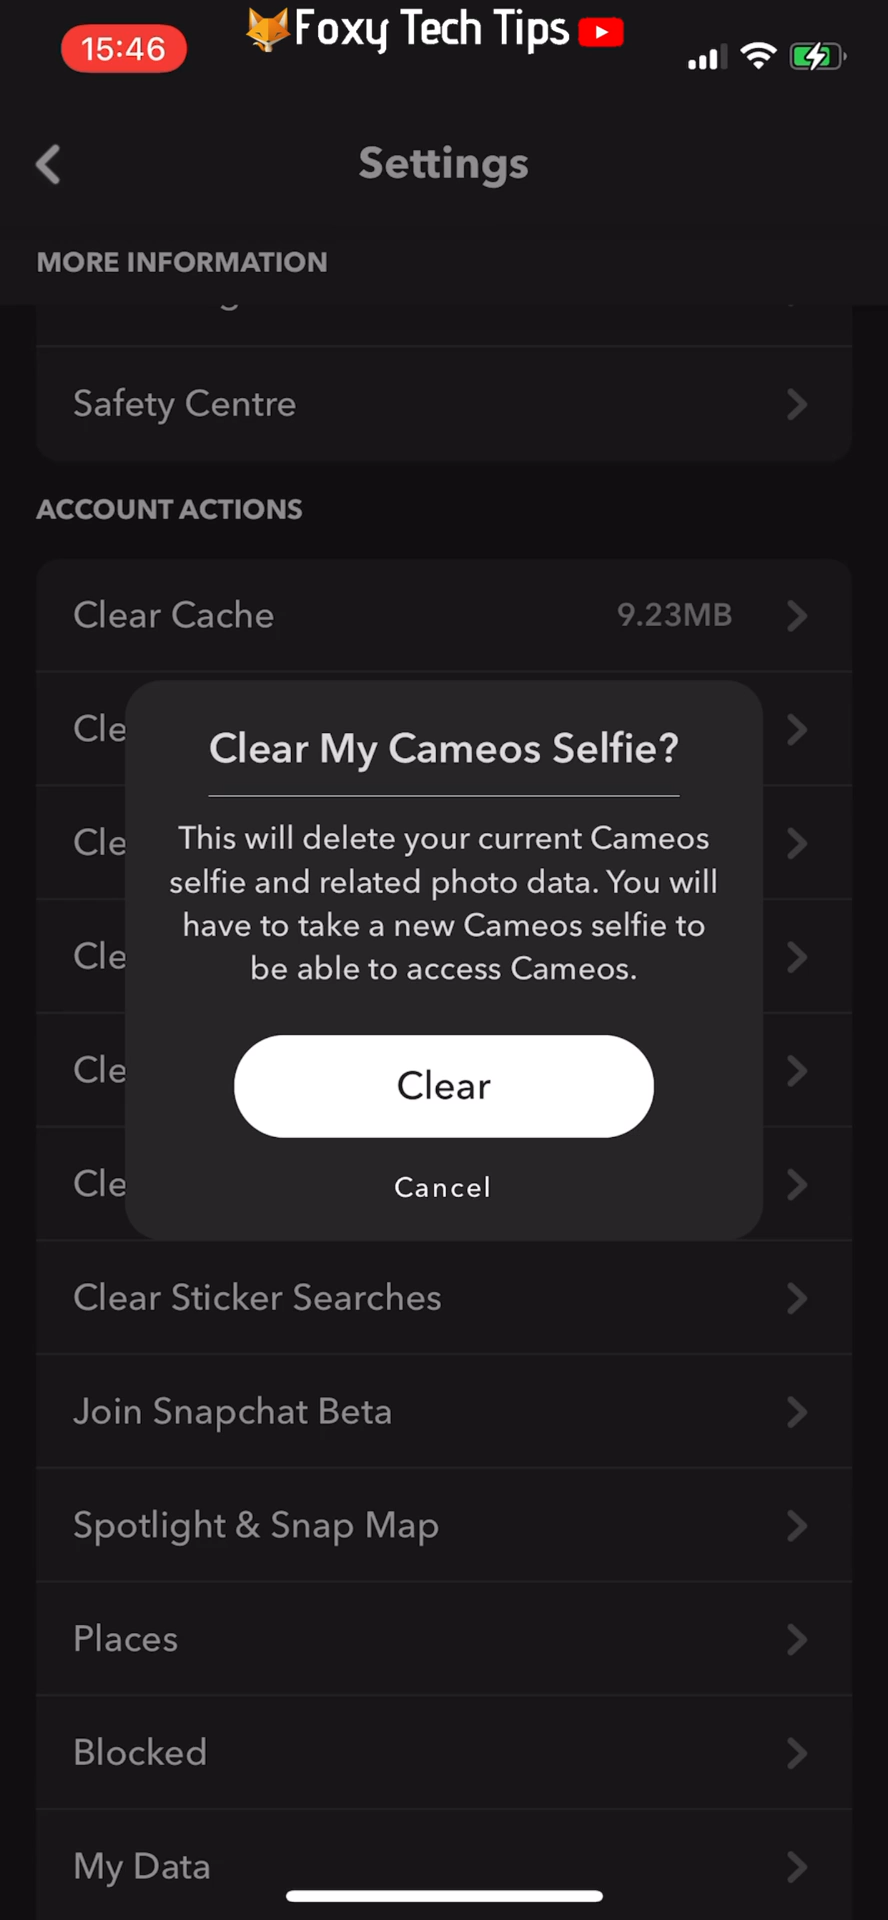 Foxy Tech Tips
15:46
Settings
MORE INFORMATION
Safety Centre
ACCOUNT ACTIONS
Clear Cache 9.23MB
Cle
Clear My Cameos Selfie?
This will delete your current Cameos
Cle
selfie and related photo data. You will
have to take a new Cameos selfie to
Cle
be able to access Cameos.
Cle
Clear
Cle
Cancel
Clear Sticker Searches
Join Snapchat Beta
Spotlight & Snap Map
Places
Blocked
My Data